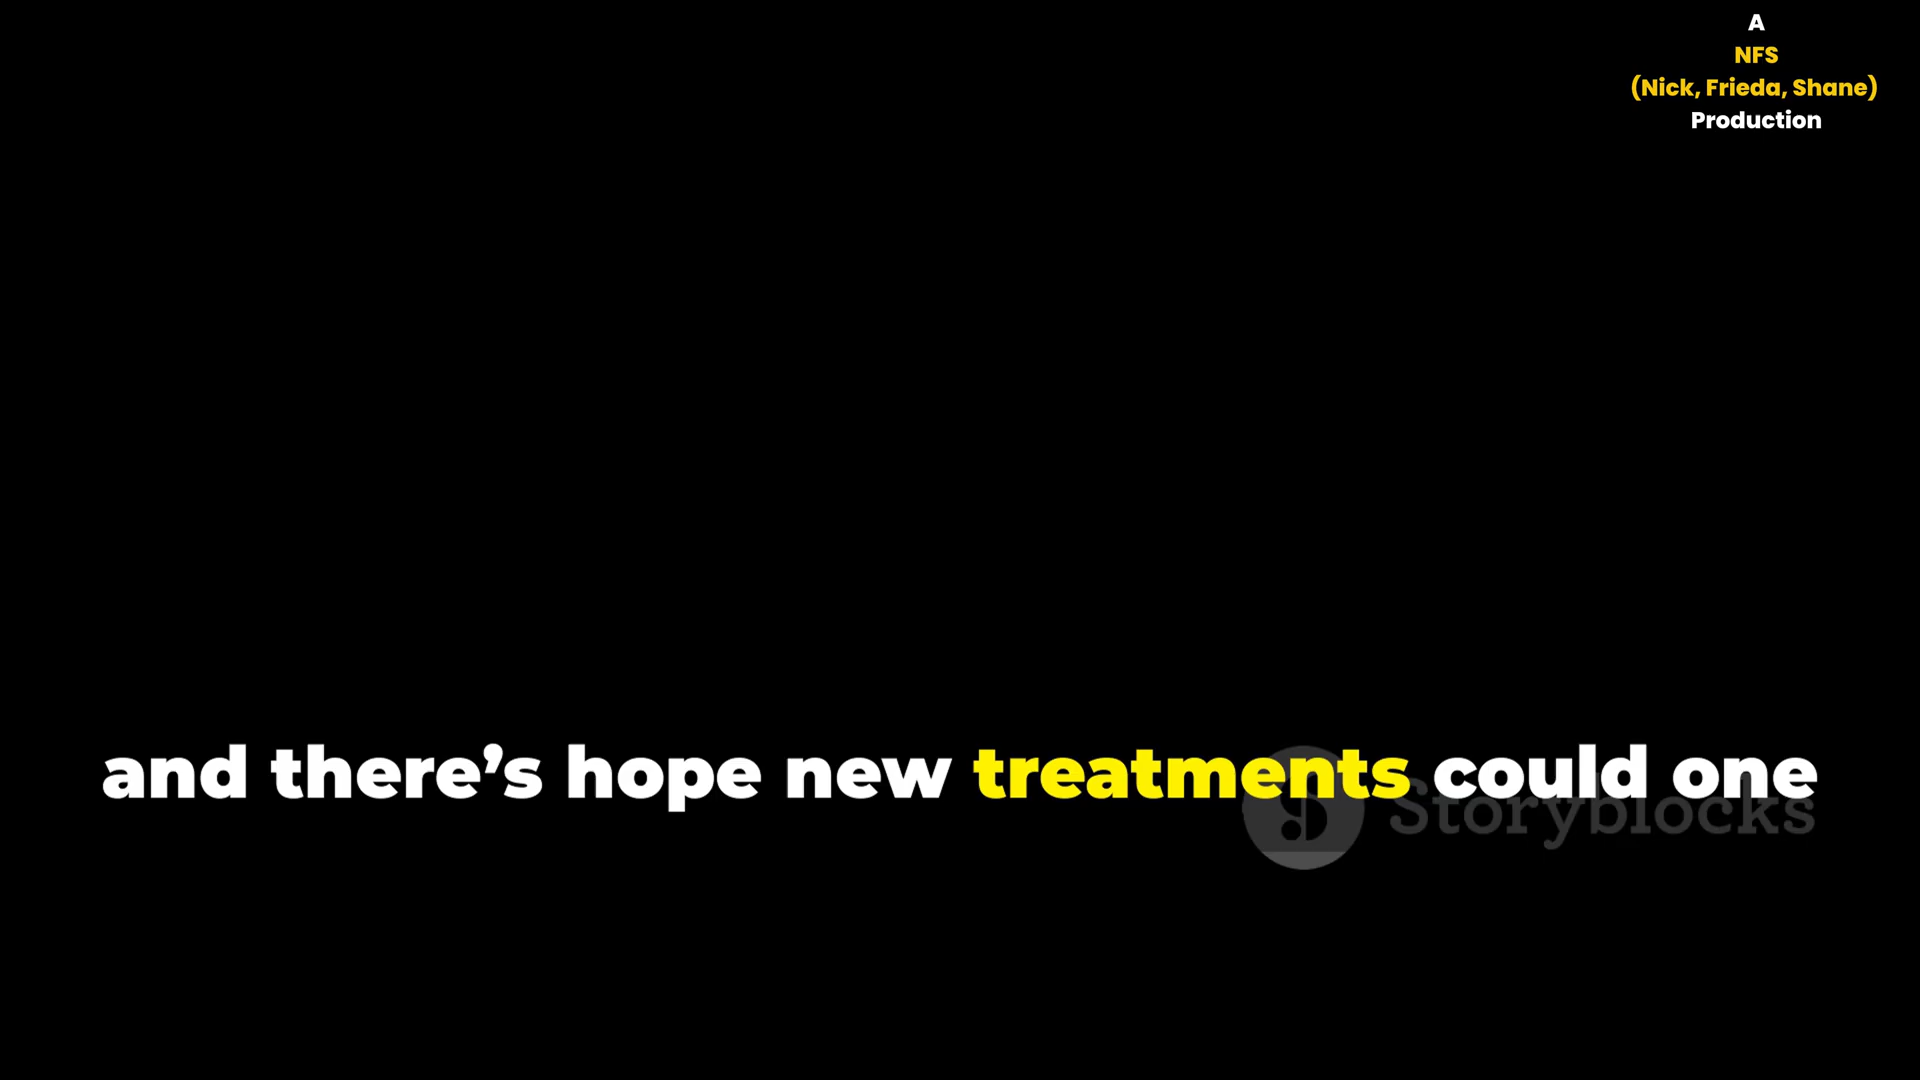 A
NFS
(Nick, Frieda, Shane)
Production
and there’s hope new treatments could one
Storyblocks